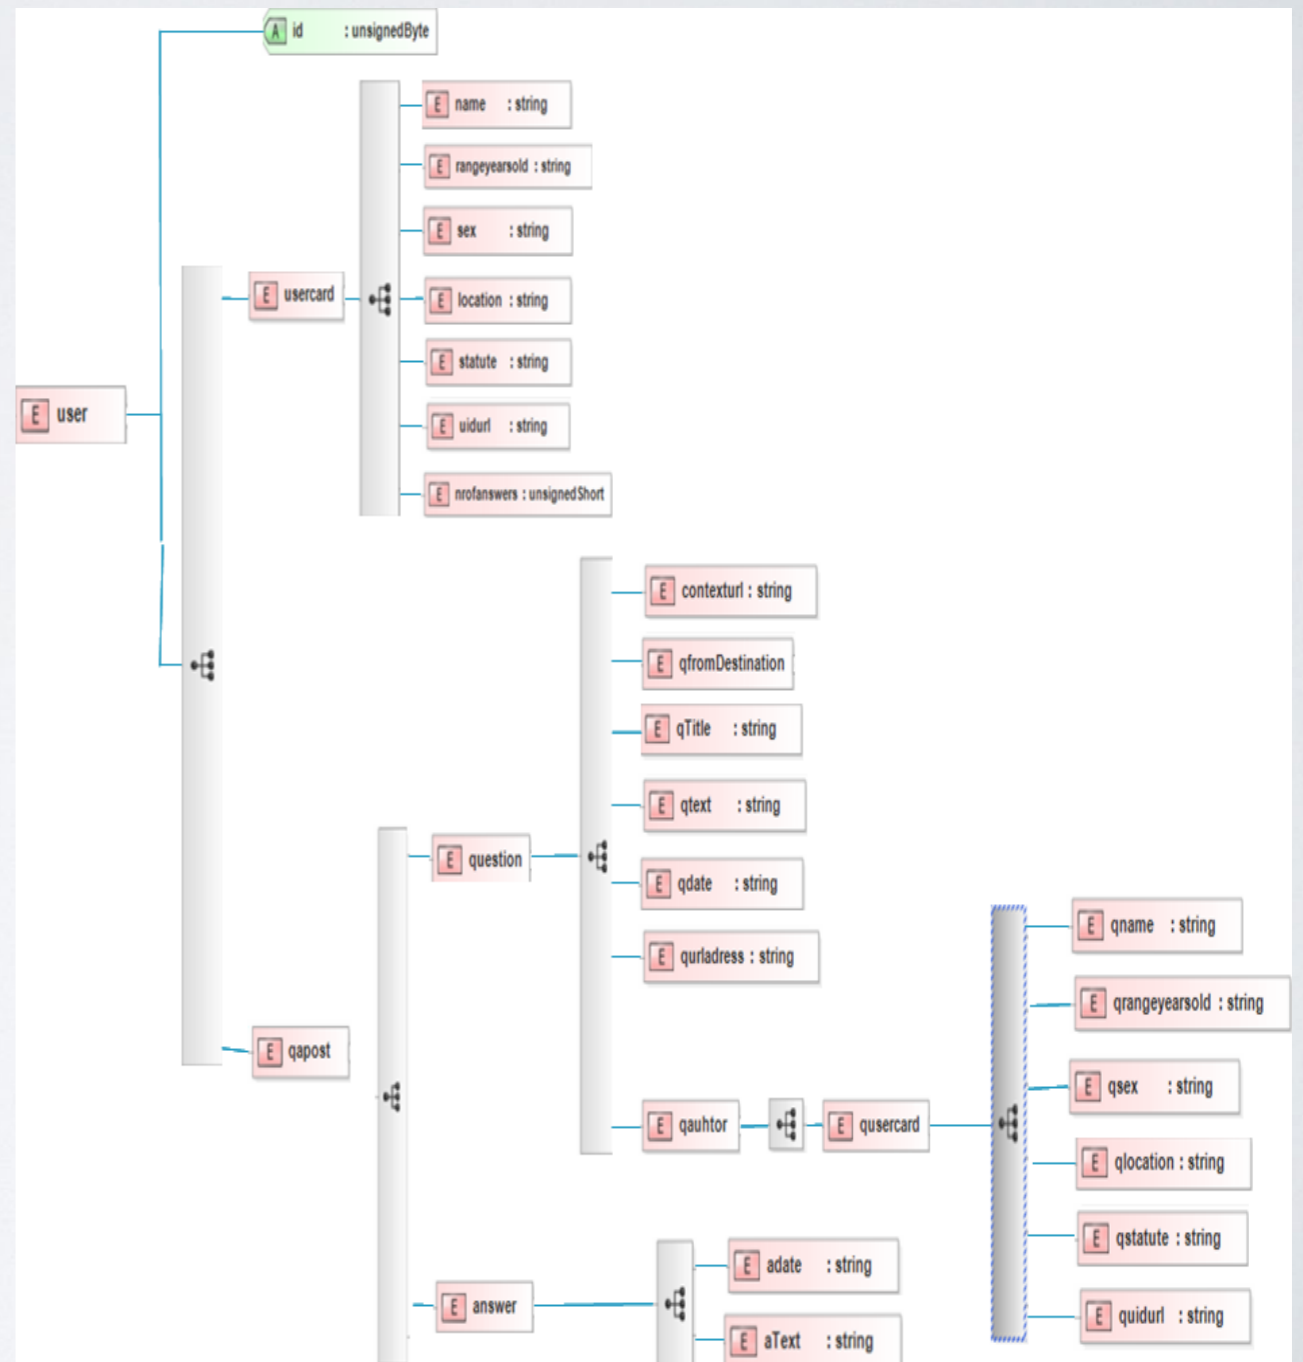 A id : unsignedByte
E name : string
E rangeyearsold : string
E sex : string
E usercard
E location : string
E statute : string
E user
E uidurl : string
E nrofanswers : unsignedShort
E contexturl : string
E qfromDestination
E qTitle : string
E qtext : string
E question
E qdate : string
E qurladress : string
E qname : string
E qrangeyearsold : string
E qapost
E qsex : string
E qauhtor
E qusercard
E qlocation : string
E qstatute : string
E adate : string
E answer
E quidurl : string
E aText : string